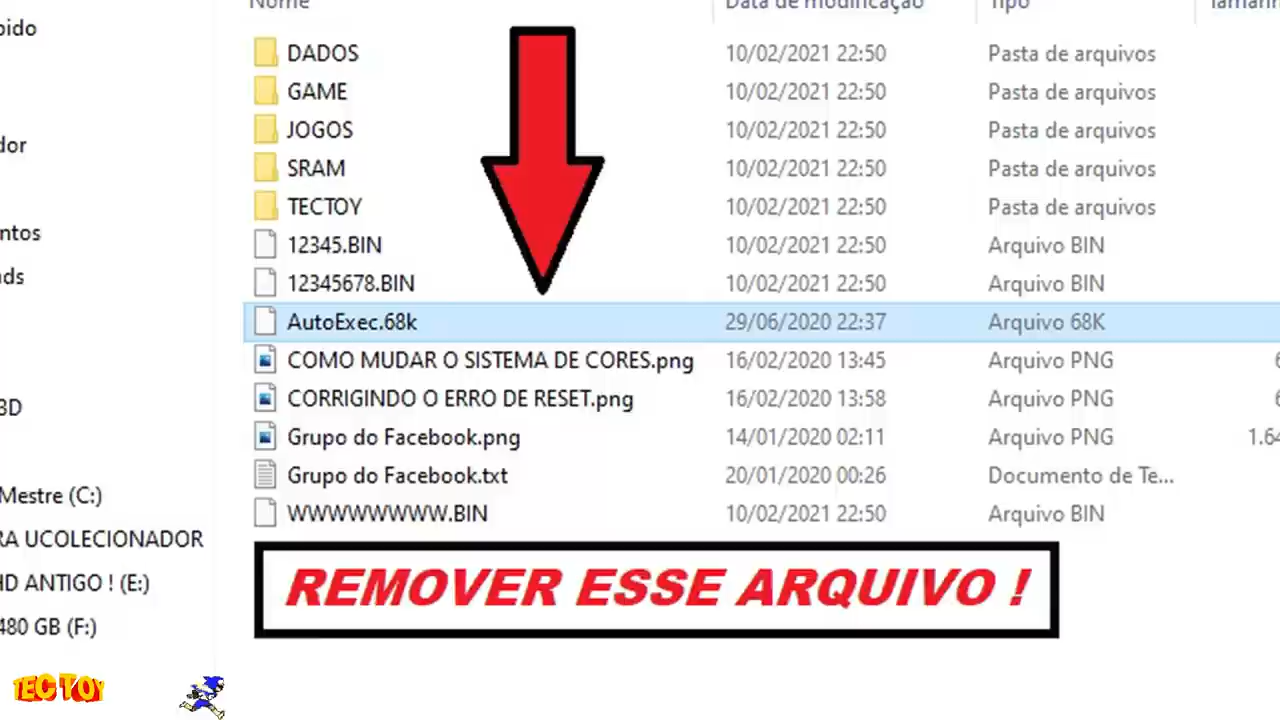 Nome Data de modificação Tipo
DADOS 10/02/2021 22:50 Pasta de arquivos
GAME 10/02/2021 22:50 Pasta de arquivos
JOGOS 10/02/2021 22:50 Pasta de arquivos
SRAM 10/02/2021 22:50 Pasta de arquivos
TECTOY 10/02/2021 22:50 Pasta de arquivos
12345.BIN 10/02/2021 22:50 Arquivo BIN
12345678.BIN 10/02/2021 22:50 Arquivo BIN
AutoExec.68k 29/06/2020 22:37 Arquivo 68K
COMO MUDAR O SISTEMA DE CORES.png 16/02/2020 13:45 Arquivo PNG
CORRIGINDO O ERRO DE RESET.png 16/02/2020 13:58 Arquivo PNG
Grupo do Facebook.png 14/01/2020 02:11 Arquivo PNG 1.64
Grupo do Facebook.txt 20/01/2020 00:26 Documento de Te...
Mestre (C:)
WWWWWWWW.BIN 10/02/2021 22:50 Arquivo BIN
RA UCOLECIONADOR
HD ANTIGO ! (E:)
REMOVER ESSE ARQUIVO !
480 GB (F:)
TECTOY